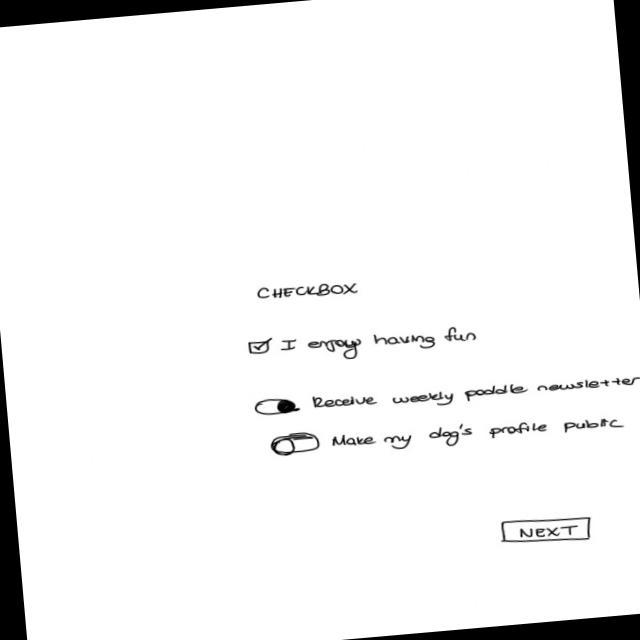 CHECKBOX
I enjoy having fun
Receive weekly poddle newsletter
Make my dog's profile public
NEXT